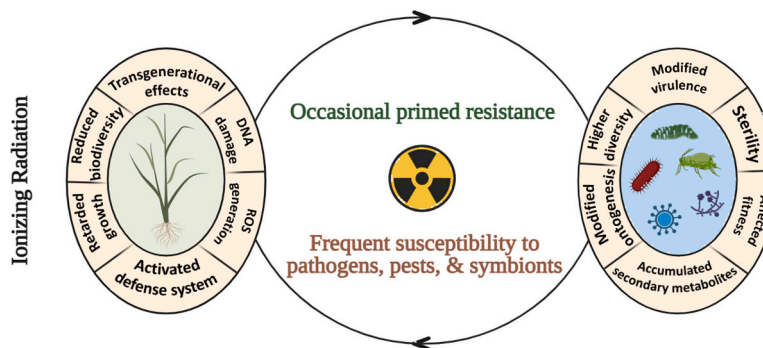 Ionizing Radiation
Transgenerational
effects
DNA
damage
ROS
generation
Activated
defense system
Retarded
growth
Reduced
biodiversity
Occasional primed resistance
Frequent susceptibility to
pathogens, pests, & symbionts
Modified
virulence
Sterility
fitness
Accumulated
secondary metabolites
Modified
ontogenesis
Higher
diversity